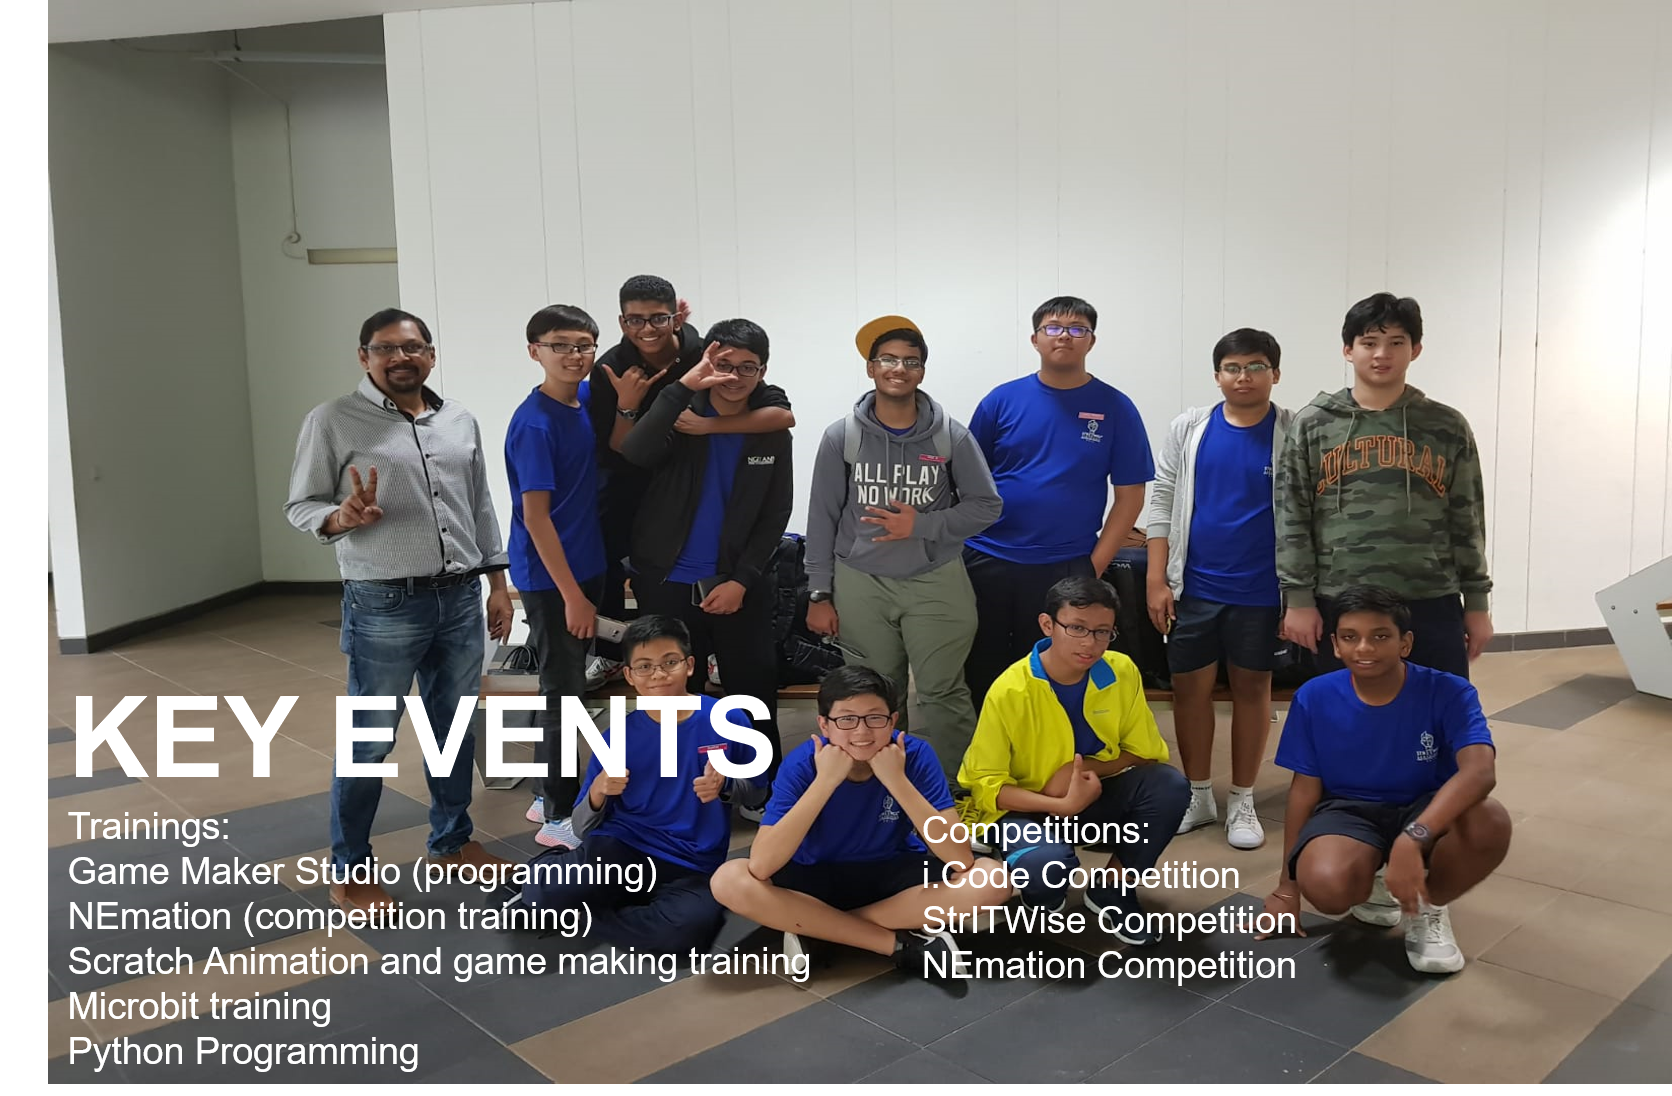 ALL PLAY
NO WORK
CULTURAL
KEY EVENTS
Trainings:
Game Maker Studio (programming)
NEmation (competition training)
Scratch Animation and game making training
Microbit training
Python Programming
Competitions:
i.Code Competition
StrITWise Competition
NEmation Competition